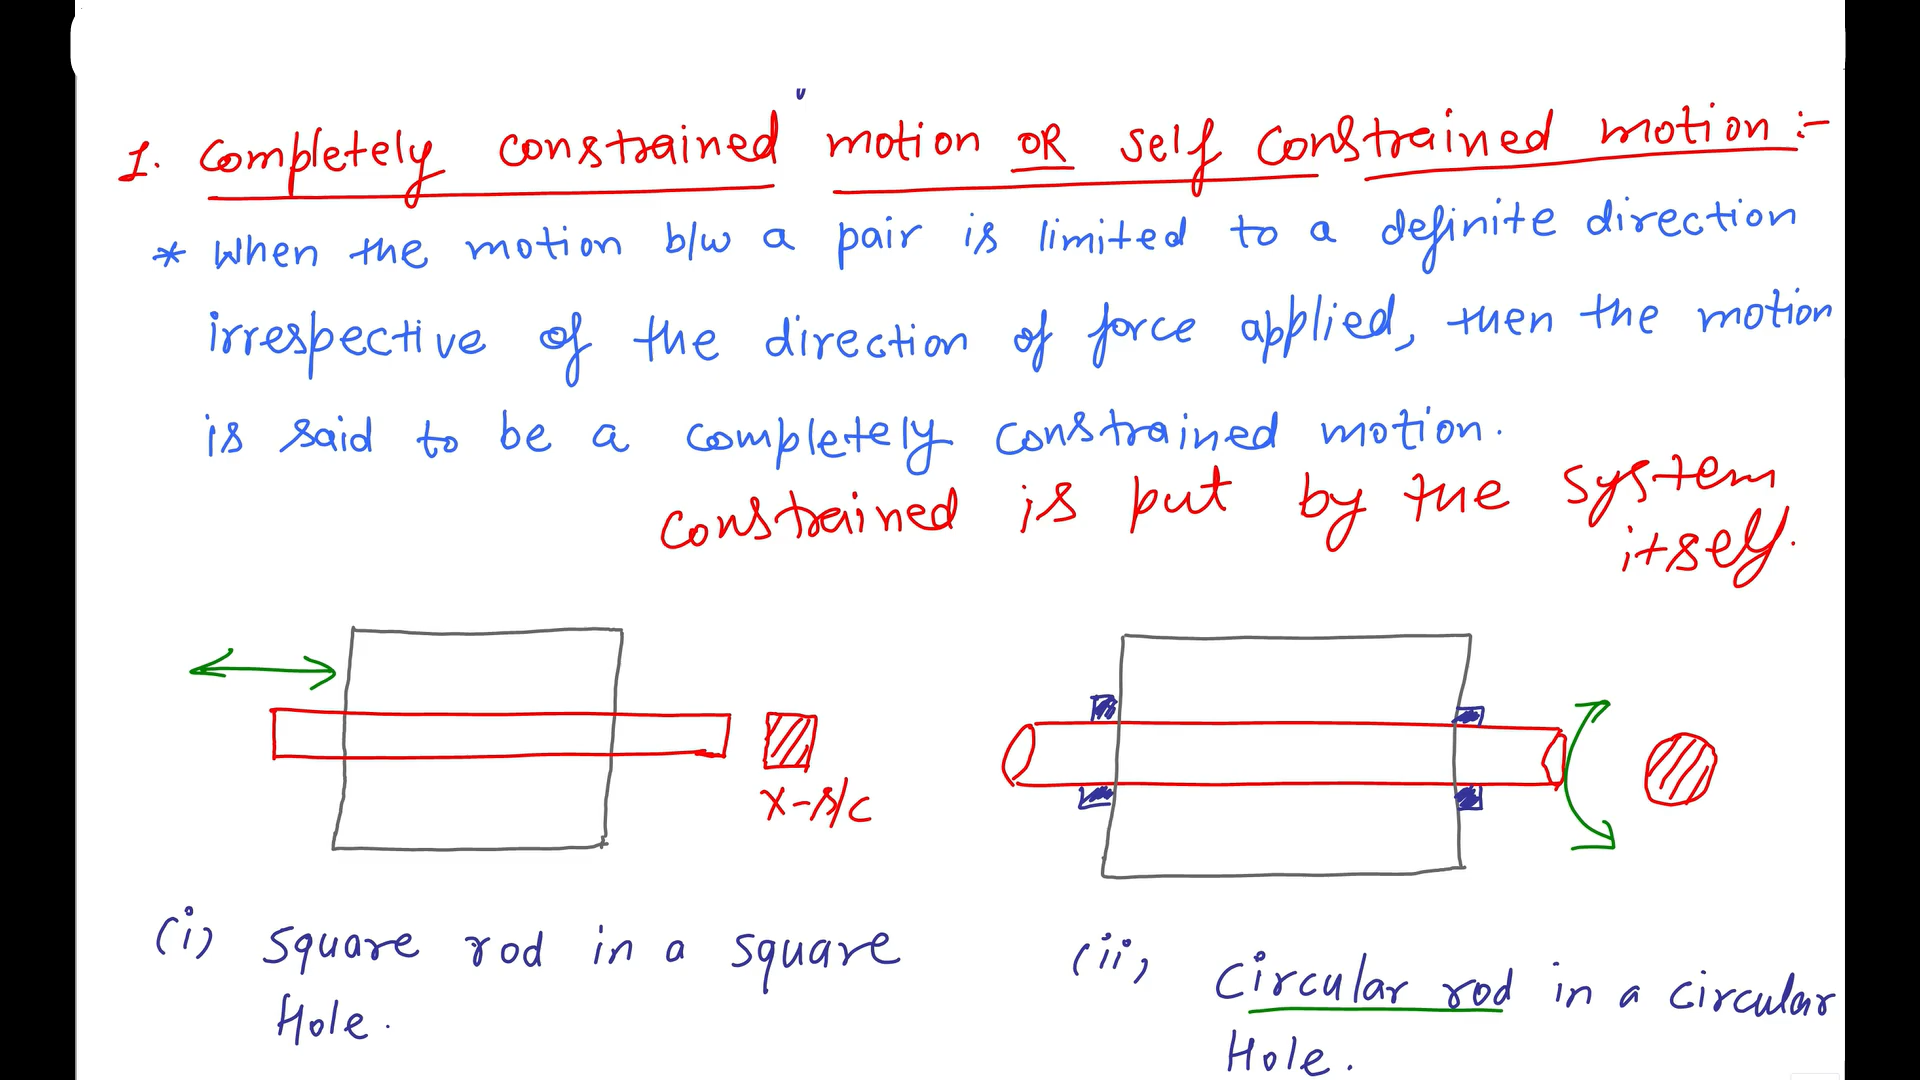 1. Completely constrained motion OR self constrained motion :-
* When the motion b/w a pair is limited to a definite direction
irrespective of the direction of force applied, then the motion
is said to be a completely constrained motion.
constrained is put by the system
itself.
X-s/c
(i) Square rod in a square
Hole.
(ii) Circular rod in a circular
Hole.